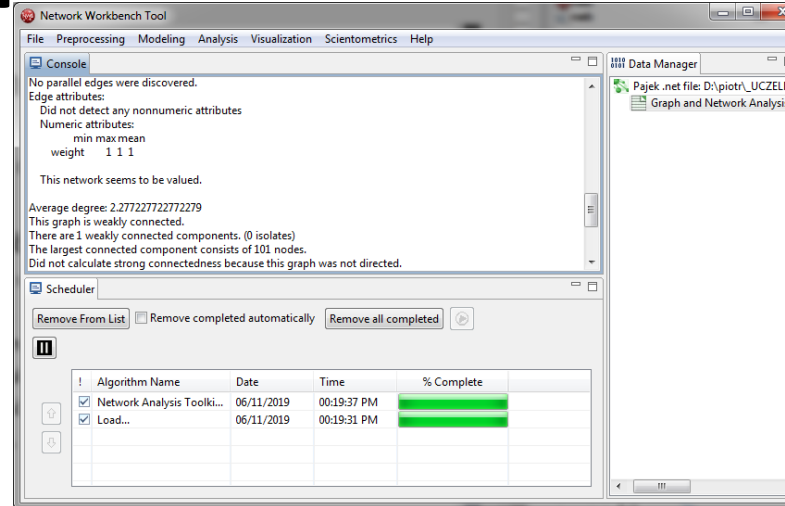 Network Workbench Tool
File Preprocessing Modeling Analysis Visualization Scientometrics Help
Console
No parallel edges were discovered.
Edge attributes:
Did not detect any nonnumeric attributes
Numeric attributes:
min max mean
weight 1 1 1
This network seems to be valued.
Average degree: 2.277227722772279
This graph is weakly connected.
There are 1 weakly connected components. (0 isolates)
The largest connected component consists of 101 nodes.
Did not calculate strong connectedness because this graph was not directed.
Scheduler
Remove From List Remove completed automatically Remove all completed
! Algorithm Name Date Time % Complete
Network Analysis Toolki... 06/11/2019 00:19:37 PM
Load... 06/11/2019 00:19:31 PM
Data Manager
Pajek .net file: D:\piotr\_UCZEL
Graph and Network Analysis